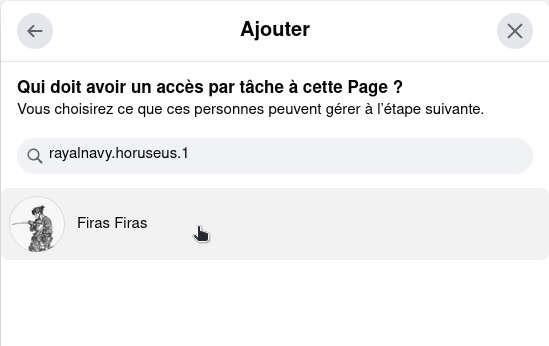 Ajouter
Qui doit avoir un accès par tâche à cette Page ?
Vous choisirez ce que ces personnes peuvent gérer à l’étape suivante.
rayalnavy.horuseus.1
Firas Firas